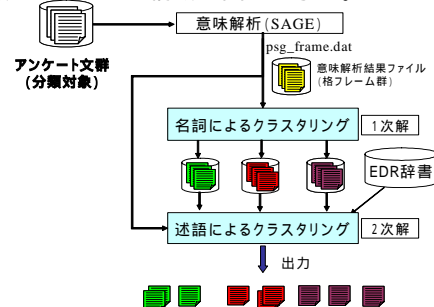 意味解析(SAGE)
psg_frame.dat
アンケート文群
(分類対象)
意味解析結果ファイル
(格フレーム群)
名詞によるクラスタリング
1次解
EDR辞書
述語によるクラスタリング
2次解
出力